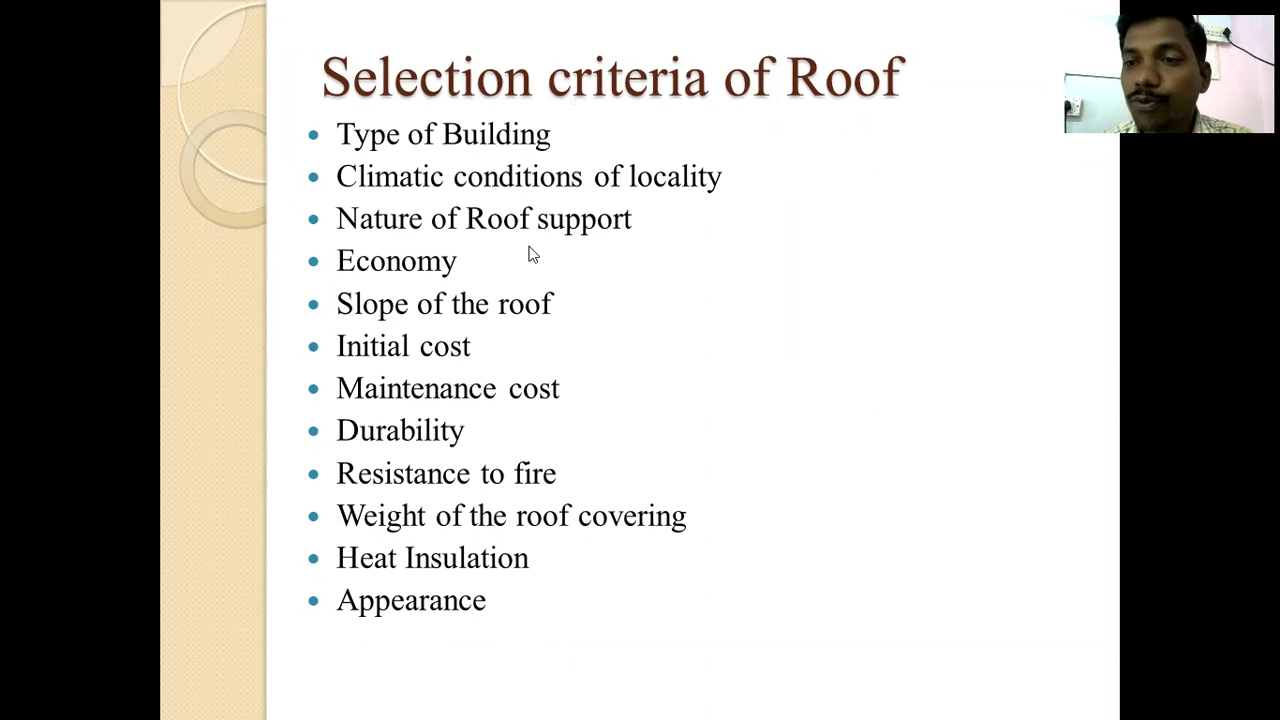 Selection criteria of Roof
Type of Building
Climatic conditions of locality
Nature of Roof support
Economy
Slope of the roof
Initial cost
Maintenance cost
Durability
Resistance to fire
Weight of the roof covering
Heat Insulation
Appearance